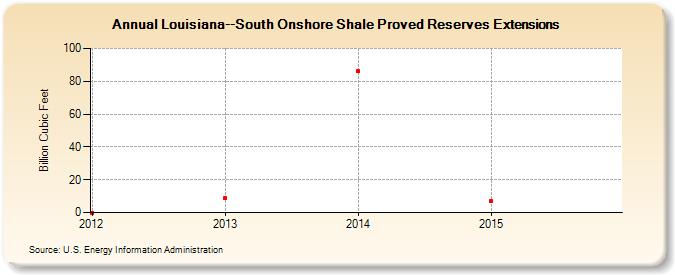 Annual Louisiana--South Onshore Shale Proved Reserves Extensions
Billion Cubic Feet
100
80
60
40
20
0
2012 2013 2014 2015
Source: U.S. Energy Information Administration